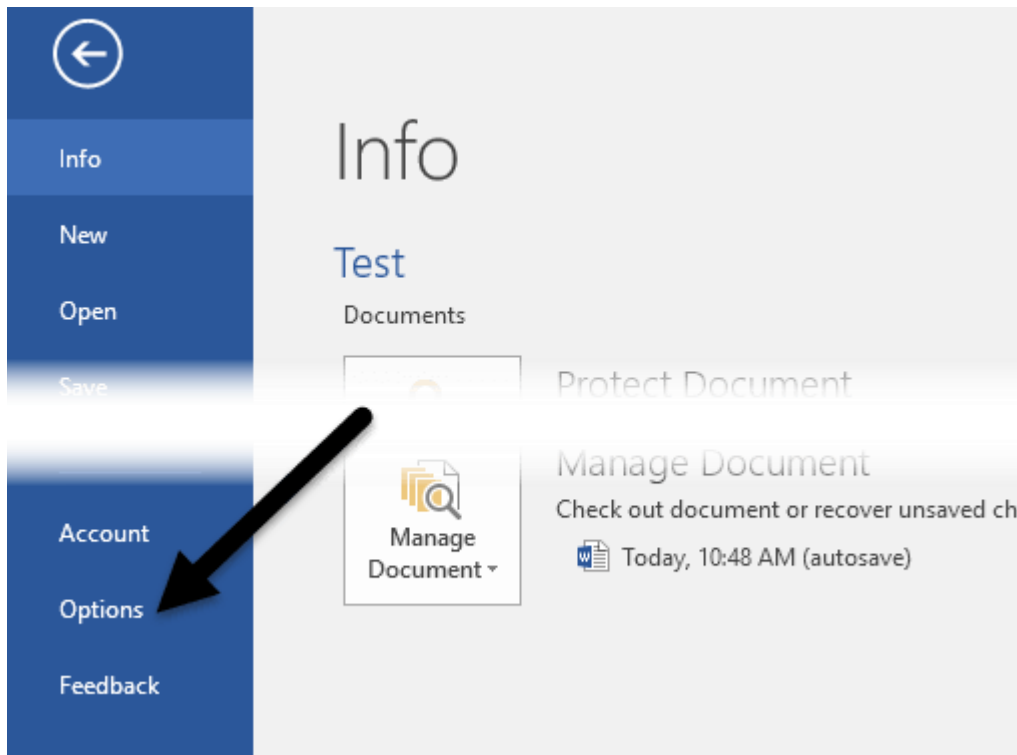 Info
New
Open
Save
Account
Options
Feedback
Info
Test
Documents
Protect Document
Manage
Document
Manage Document
Check out document or recover unsaved ch
Today, 10:48 AM (autosave)